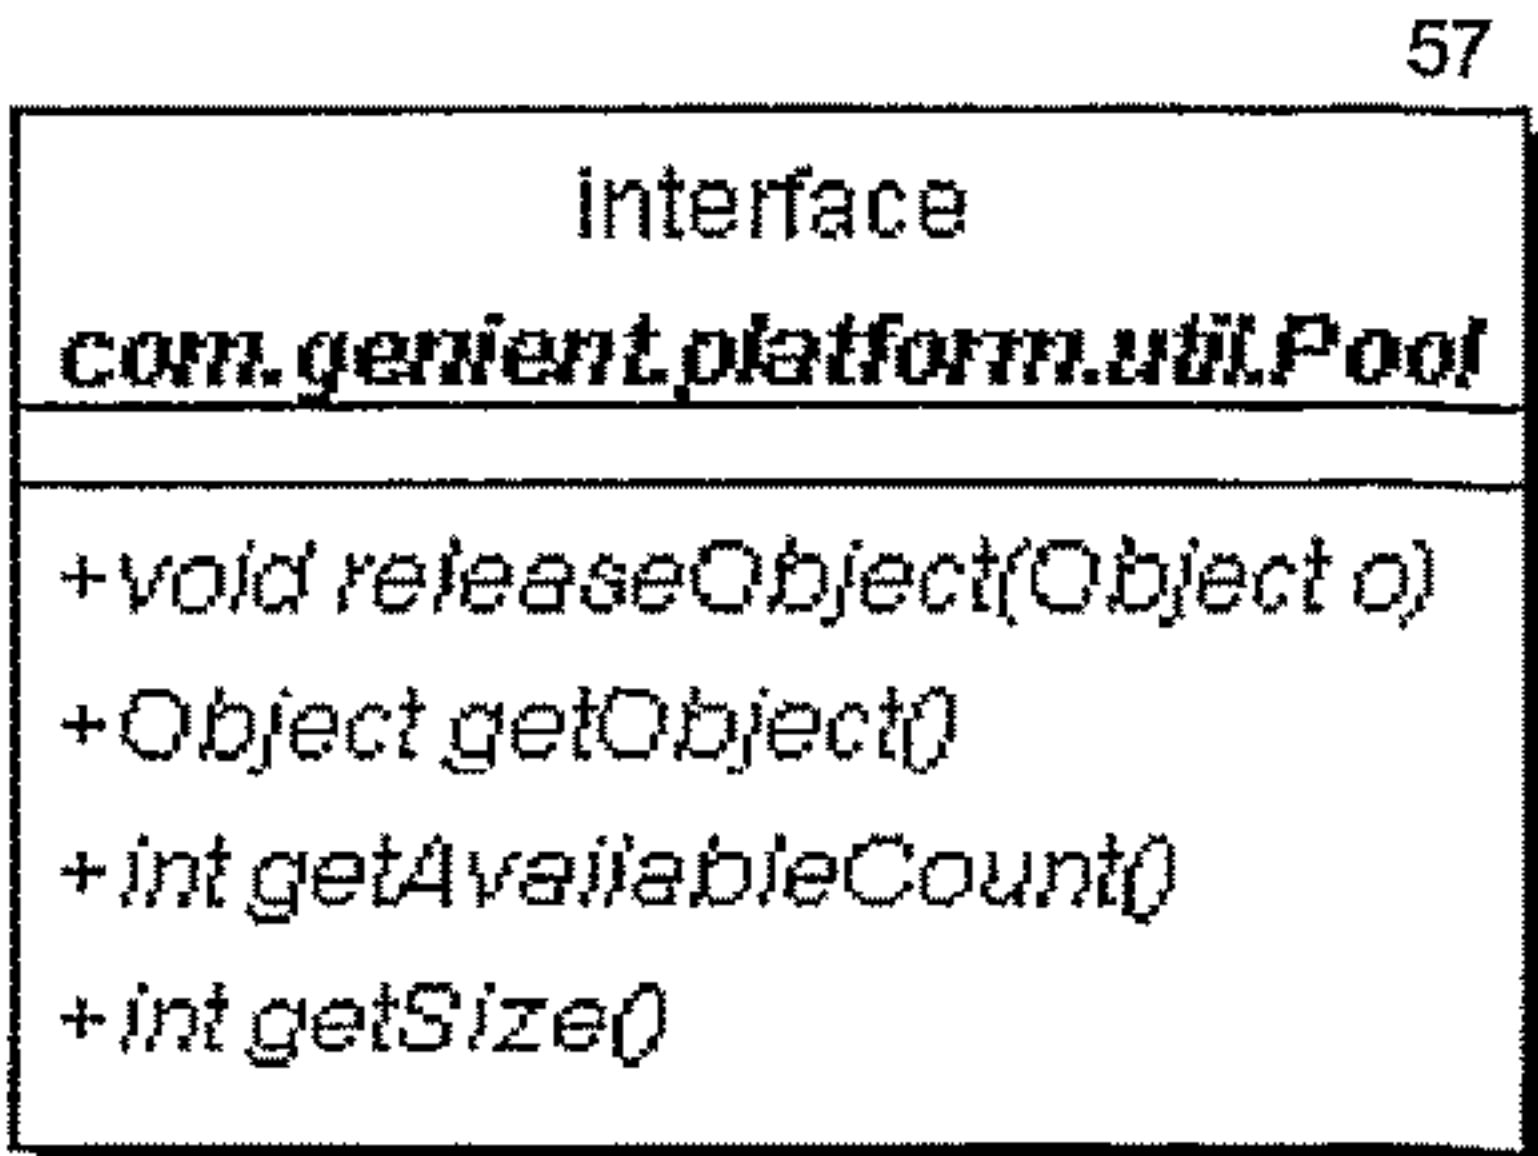 57
interface
com.genient.platform.util.Pool
+void releaseObject(Object o)
+Object getObject()
+int getAvailableCount()
+int getSize()